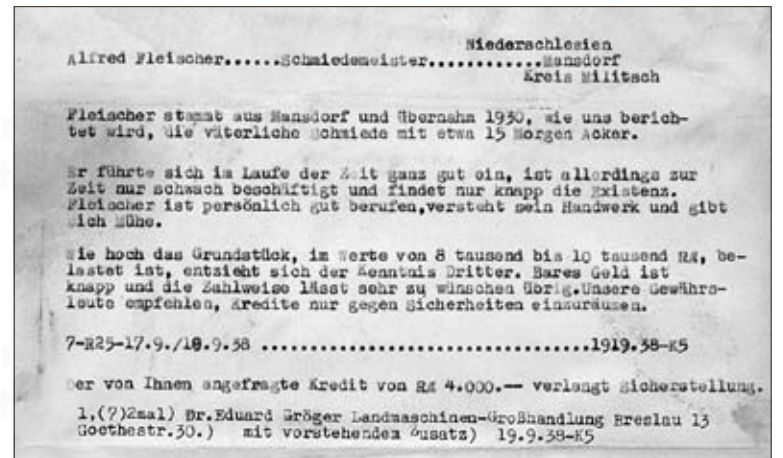 Niederschlesien
Alfred Fleischer......Schmiedemeister............Mansdorf
Kreis Militsch
Fleischer stammt aus Mansdorf und übernahm 1930, wie uns berich-
tet wird, die väterliche Schmiede mit etwa 15 Morgen Acker.
Er führte sich im Laufe der Zeit ganz gut ein, ist allerdings zur
Zeit nur schwach beschäftigt und findet nur knapp die Existenz.
Fleischer ist persönlich gut berufen,versteht sein Handwerk und gibt
sich Mühe.
Wie hoch das Grundstück, im Werte von 8 tausend bis 10 tausend RM, be-
lastet ist, entzieht sich der Kenntnis Dritter. Bares Geld ist
knapp und die Zahlweise lässt sehr zu wünschen übrig.Unsere Gewährs-
leute empfehlen, Kredite nur gegen Sicherheiten einzuräumen.
7-R25-17.9./18.9.38 ....................................1919.38-K5
Der von Ihnen angefragte Kredit von RM 4.000.-- verlangt Sicherstellung.
1,(?)2mal) Dr.Eduard Gröger Landmaschinen-Großhandlung Breslau 13
Goethestr.30.) mit vorstehendem Zusatz) 19.9.38-K5